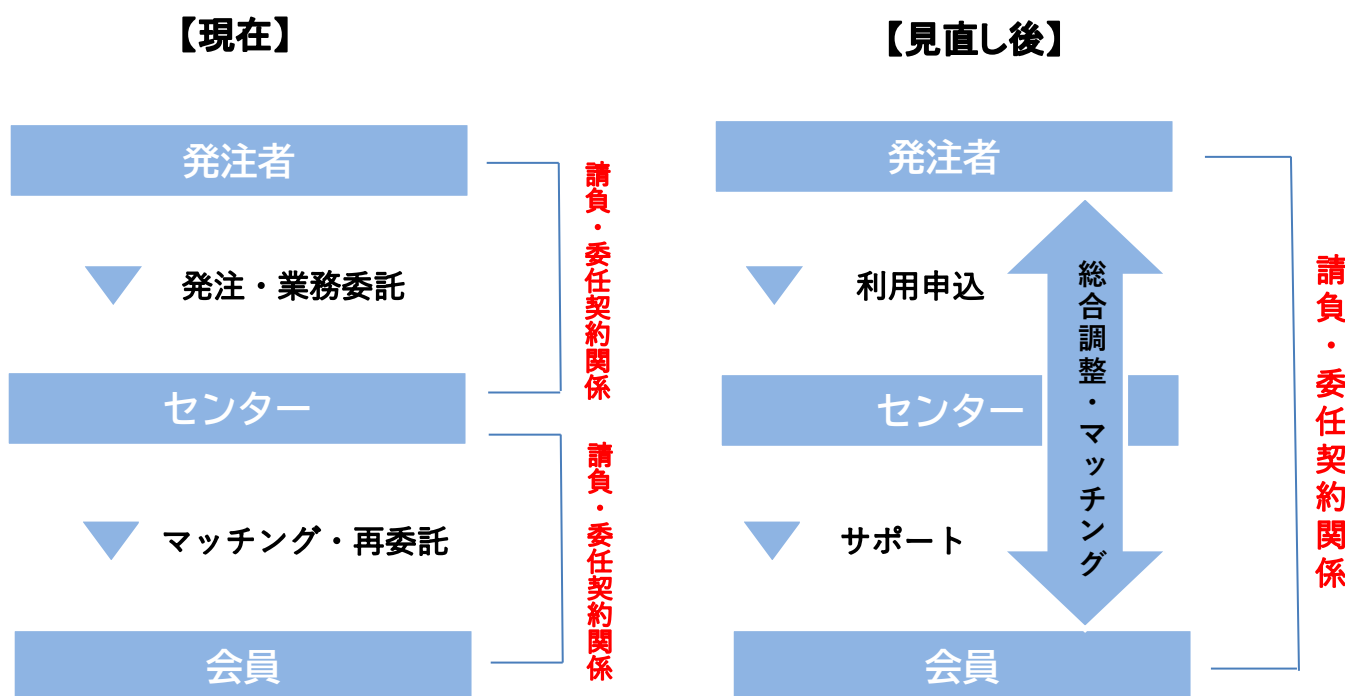 【現在】
発注者
発注・業務委託
センター
マッチング・再委託
会員
請負・委任契約関係
請負・委任契約関係
【見直し後】
発注者
利用申込
センター
サポート
会員
総合調整・マッチング
請負・委任契約関係